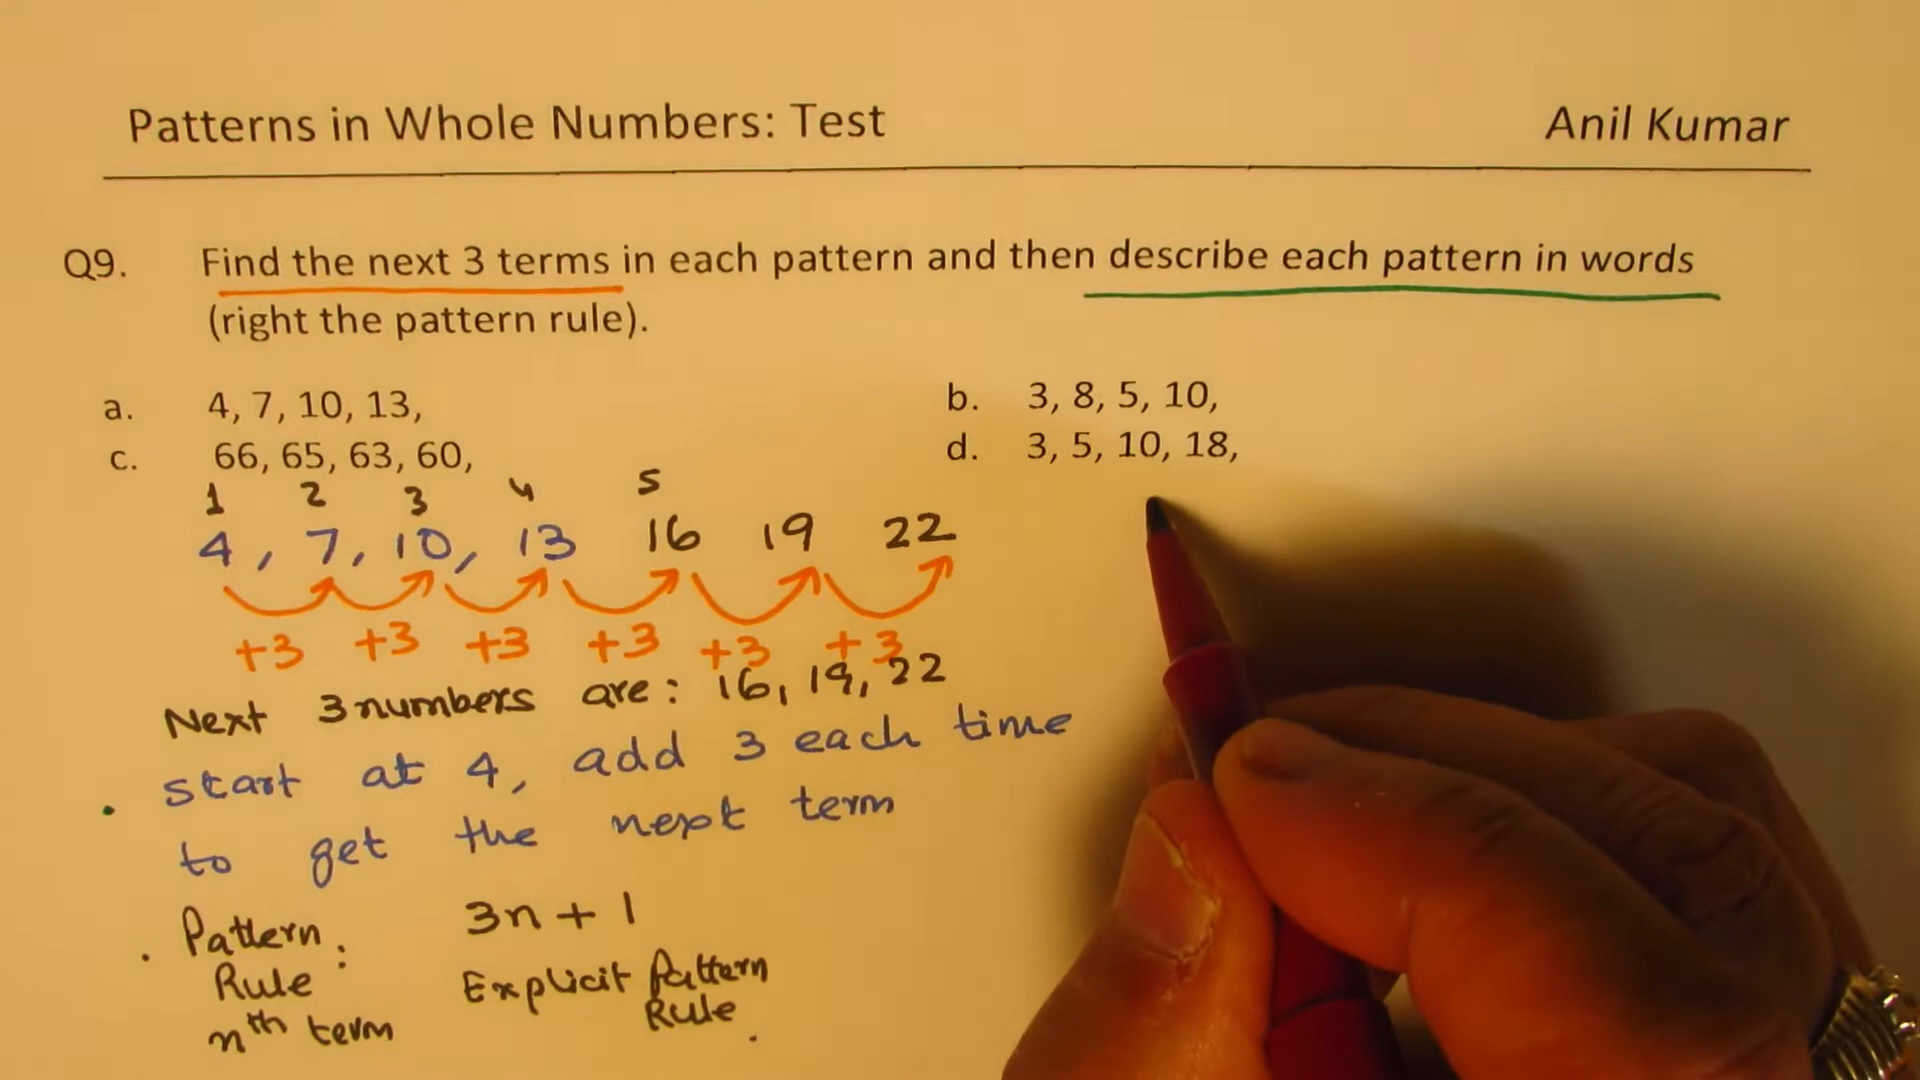 Patterns in Whole Numbers: Test
Anil Kumar
Q9. Find the next 3 terms in each pattern and then describe each pattern in words
(right the pattern rule).
a. 4, 7, 10, 13,
b. 3, 8, 5, 10,
c. 66, 65, 63, 60,
d. 3, 5, 10, 18,
1 2 3 4 5
4, 7, 10, 13 16 19 22
+3 +3 +3 +3 +3 +3
Next 3 numbers are: 16, 19, 22
• start at 4, add 3 each time
to get the next term
. Pattern Rule: 3n + 1
nth term
Explicit Pattern
Rule.